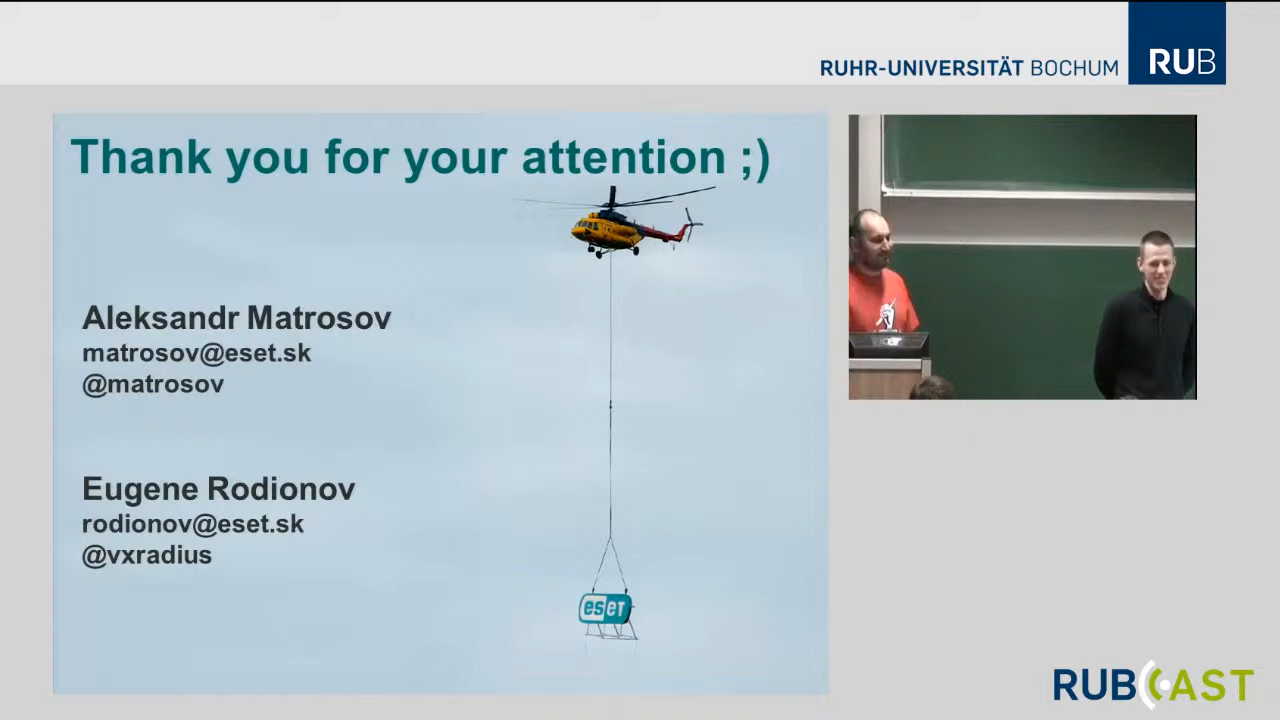 RUHR-UNIVERSITÄT BOCHUM
RUB
Thank you for your attention ;)
Aleksandr Matrosov
matrosov@eset.sk
@matrosov
Eugene Rodionov
rodionov@eset.sk
@vxradius
eseT
RUBCAST